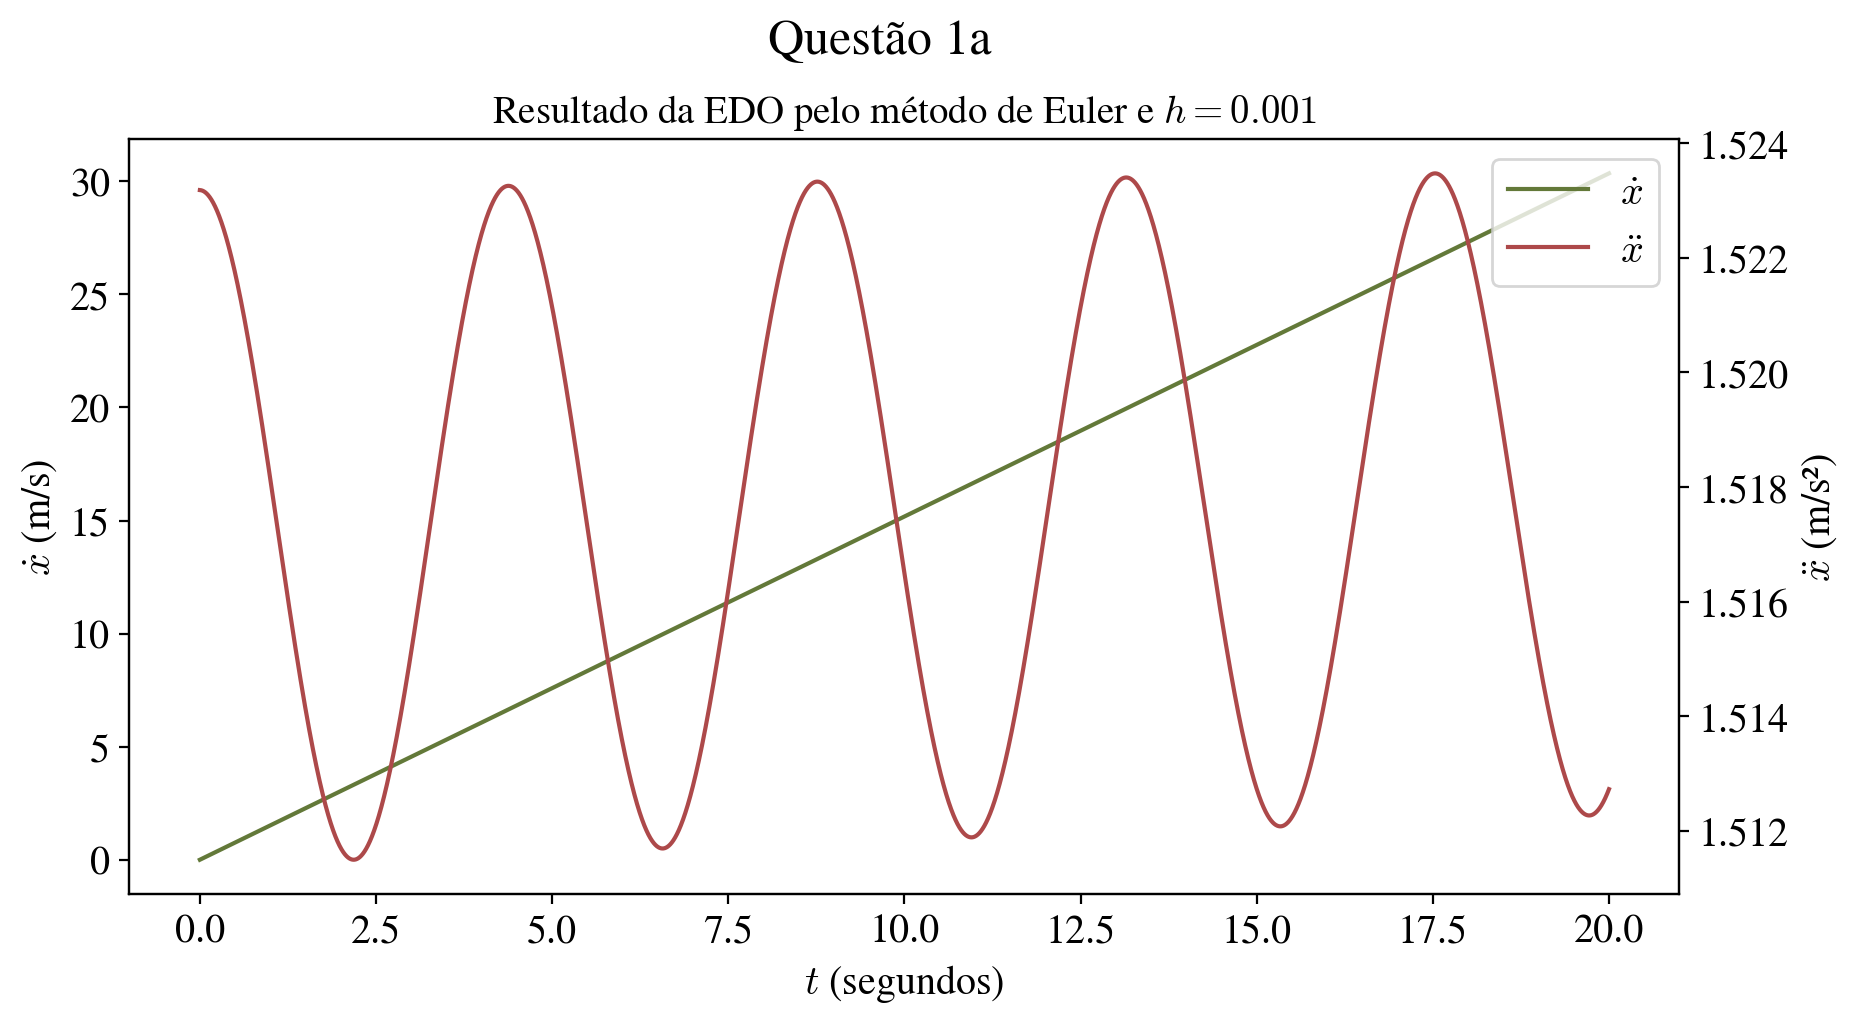 Questão 1a
Resultado da EDO pelo método de Euler e h = 0.001
ẋ (m/s)
30
25
20
15
10
5
0
ẋ
ẍ
1.524
1.522
1.520
1.518
1.516
1.514
1.512
ẍ (m/s²)
0.0 2.5 5.0 7.5 10.0 12.5 15.0 17.5 20.0
t (segundos)